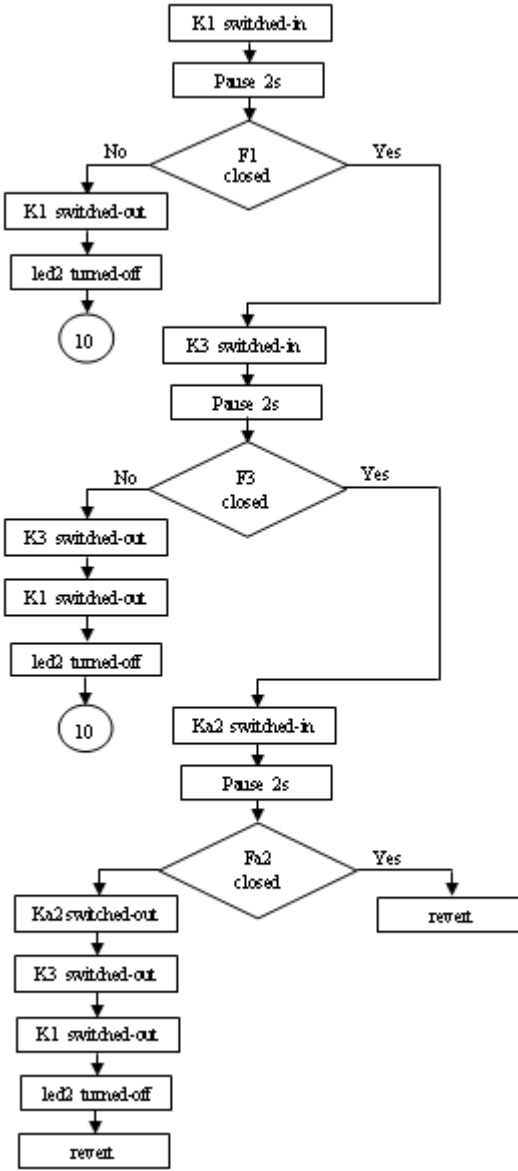 K1 switched-in
Pause 2s
F1
closed
No
Yes
K1 switched-out
led2 turned-off
10
K3 switched-in
Pause 2s
F3
closed
No
Yes
K3 switched-out
K1 switched-out
led2 turned-off
10
Ka2 switched-in
Pause 2s
Fa2
closed
Yes
Ka2switched-out
revert
K3 switched-out
K1 switched-out
led2 turned-off
revert